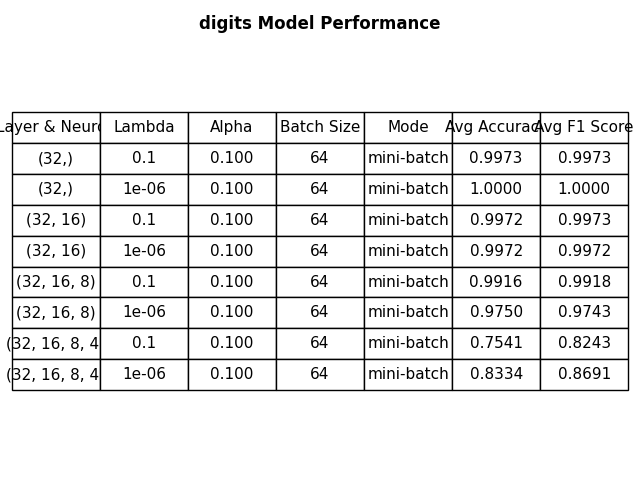 digits Model Performance
Layer & Neuro Lambda Alpha Batch Size Mode Avg Accurac Avg F1 Score
(32,) 0.1 0.100 64 mini-batch 0.9973 0.9973
(32,) 1e-06 0.100 64 mini-batch 1.0000 1.0000
(32, 16) 0.1 0.100 64 mini-batch 0.9972 0.9973
(32, 16) 1e-06 0.100 64 mini-batch 0.9972 0.9972
(32, 16, 8) 0.1 0.100 64 mini-batch 0.9916 0.9918
(32, 16, 8) 1e-06 0.100 64 mini-batch 0.9750 0.9743
(32, 16, 8, 4 0.1 0.100 64 mini-batch 0.7541 0.8243
(32, 16, 8, 4 1e-06 0.100 64 mini-batch 0.8334 0.8691